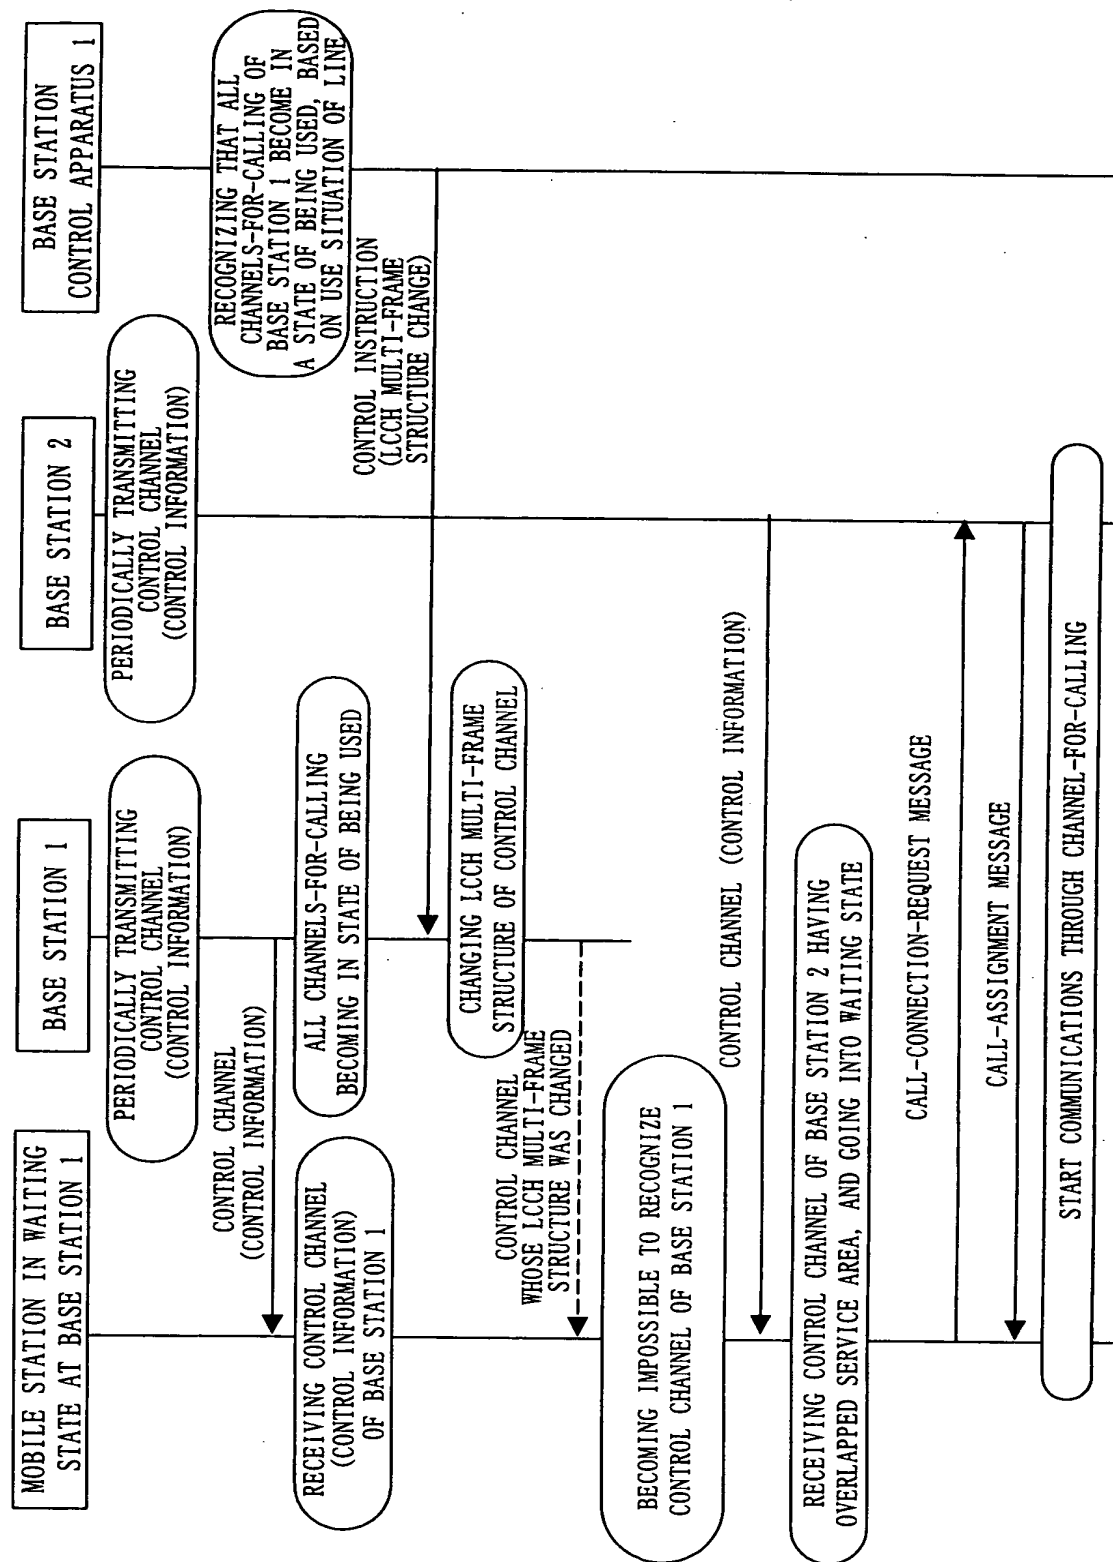 MOBILE STATION IN WAITING
STATE AT BASE STATION 1
BASE STATION 1
BASE STATION 2
BASE STATION
CONTROL APPARATUS 1
PERIODICALLY TRANSMITTING
CONTROL CHANNEL
(CONTROL INFORMATION)
PERIODICALLY TRANSMITTING
CONTROL CHANNEL
(CONTROL INFORMATION)
CONTROL CHANNEL
(CONTROL INFORMATION)
RECOGNIZING THAT ALL
CHANNELS-FOR-CALLING OF
BASE STATION 1 BECOME IN
A STATE OF BEING USED, BASED
ON USE SITUATION OF LINE
RECEIVING CONTROL CHANNEL
(CONTROL INFORMATION)
OF BASE STATION 1
ALL CHANNELS-FOR-CALLING
BECOMING IN STATE OF BEING USED
CONTROL INSTRUCTION
(LCCH MULTI-FRAME
STRUCTURE CHANGE)
CHANGING LCCH MULTI-FRAME
STRUCTURE OF CONTROL CHANNEL
CONTROL CHANNEL
WHOSE LCCH MULTI-FRAME
STRUCTURE WAS CHANGED
BECOMING IMPOSSIBLE TO RECOGNIZE
CONTROL CHANNEL OF BASE STATION 1
CONTROL CHANNEL (CONTROL INFORMATION)
RECEIVING CONTROL CHANNEL OF BASE STATION 2 HAVING
OVERLAPPED SERVICE AREA, AND GOING INTO WAITING STATE
CALL-CONNECTION-REQUEST MESSAGE
CALL-ASSIGNMENT MESSAGE
START COMMUNICATIONS THROUGH CHANNEL-FOR-CALLING